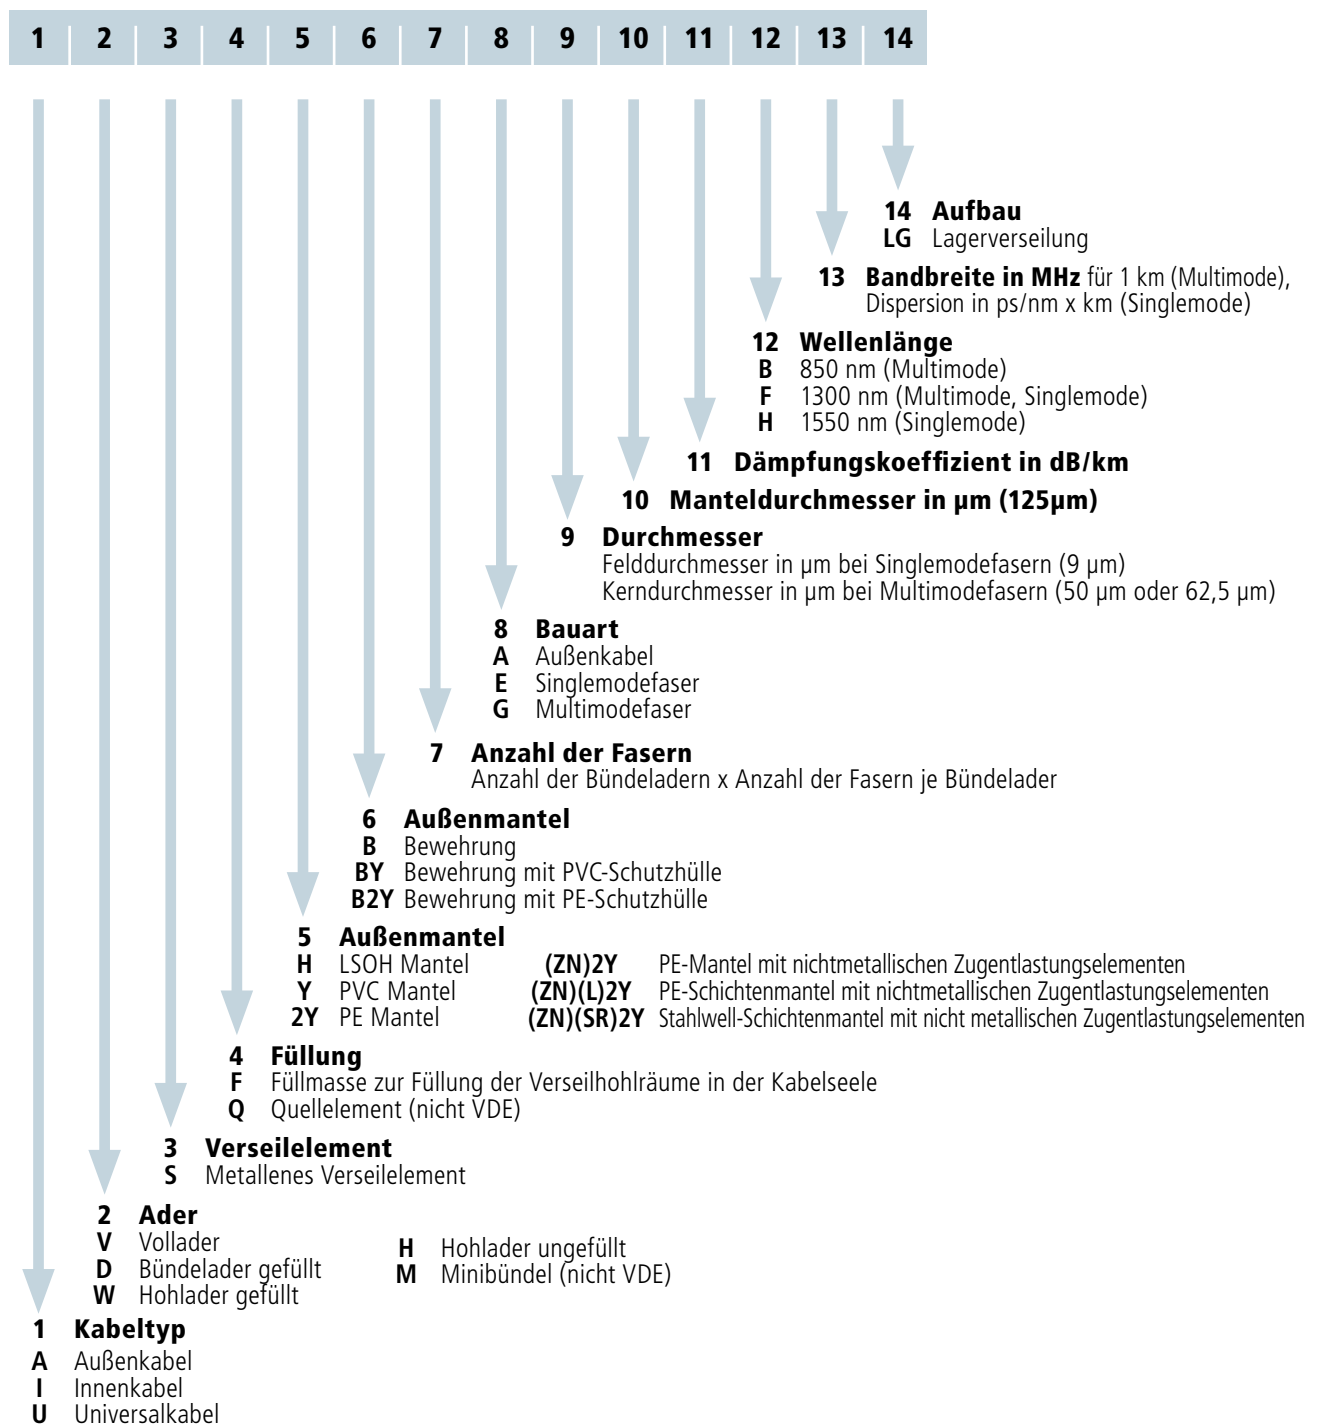 1 2 3 4 5 6 7 8 9 10 11 12 13 14
14 Aufbau
LG Lagerverseilung
13 Bandbreite in MHz für 1 km (Multimode),
Dispersion in ps/nm x km (Singlemode)
12 Wellenlänge
B 850 nm (Multimode)
F 1300 nm (Multimode, Singlemode)
H 1550 nm (Singlemode)
11 Dämpfungskoeffizient in dB/km
10 Manteldurchmesser in µm (125µm)
9 Durchmesser
Felddurchmesser in µm bei Singlemodefasern (9 µm)
Kerndurchmesser in µm bei Multimodefasern (50 µm oder 62,5 µm)
8 Bauart
A Außenkabel
E Singlemodefaser
G Multimodefaser
7 Anzahl der Fasern
Anzahl der Bündeladern x Anzahl der Fasern je Bündelader
6 Außenmantel
B Bewehrung
BY Bewehrung mit PVC-Schutzhülle
B2Y Bewehrung mit PE-Schutzhülle
5 Außenmantel
H LSOH Mantel (ZN)2Y PE-Mantel mit nichtmetallischen Zugentlastungselementen
Y PVC Mantel (ZN)(L)2Y PE-Schichtenmantel mit nichtmetallischen Zugentlastungselementen
2Y PE Mantel (ZN)(SR)2Y Stahlwell-Schichtenmantel mit nicht metallischen Zugentlastungselementen
4 Füllung
F Füllmasse zur Füllung der Verseilhohlräume in der Kabelseele
Q Quellelement (nicht VDE)
3 Verseilelement
S Metallenes Verseilelement
2 Ader
V Vollader
D Bündelader gefüllt
W Hohlader gefüllt
H Hohlader ungefüllt
M Minibündel (nicht VDE)
1 Kabeltyp
A Außenkabel
I Innenkabel
U Universalkabel